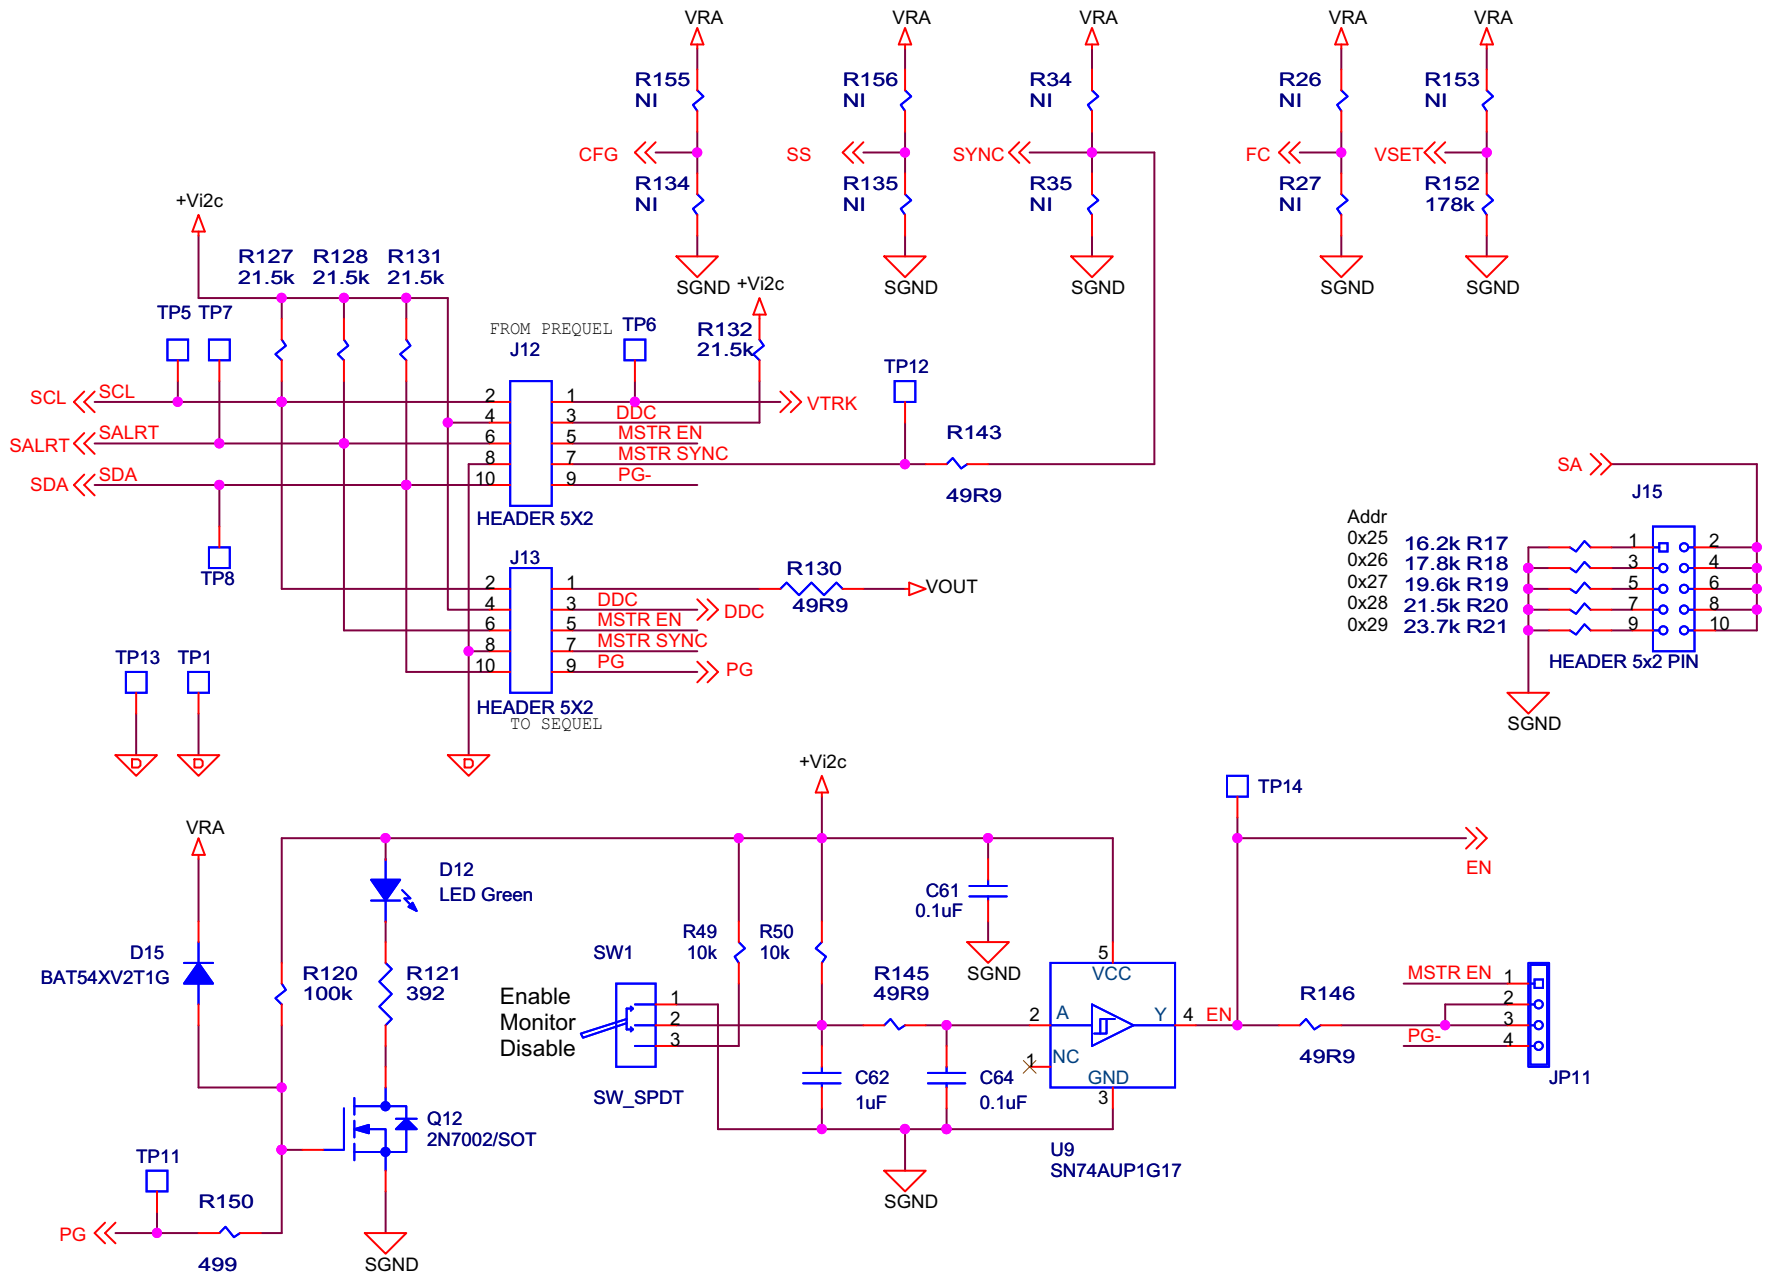 VRA
VRA
VRA
VRA
VRA
R155
NI
R156
NI
R34
NI
R26
NI
R153
NI
CFG
SS
SYNC
FC
VSET
R134
NI
R135
NI
R35
NI
R27
NI
R152
178k
SGND
SGND
SGND
SGND
SGND
+Vi2c
R127
21.5k
R128
21.5k
R131
21.5k
+Vi2c
TP5
TP7
FROM PREQUEL
TP6
R132
21.5k
J12
TP12
SCL
SCL
2
1
VTRK
4
3
DDC
SALRT
SALRT
6
5
MSTR EN
8
7
MSTR SYNC
SDA
SDA
10
9
PG-
R143
49R9
HEADER 5X2
TP8
J13
R130
49R9
VOUT
2
1
4
3
DDC
DDC
6
5
MSTR EN
8
7
MSTR SYNC
10
9
PG
PG
HEADER 5X2
TO SEQUEL
TP13
TP1
D
D
D
SA
J15
Addr
0x25
16.2k R17
1
2
0x26
17.8k R18
3
4
0x27
19.6k R19
5
6
0x28
21.5k R20
7
8
0x29
23.7k R21
9
10
HEADER 5x2 PIN
SGND
+Vi2c
TP14
VRA
D12
LED Green
EN
C61
0.1uF
D15
BAT54XV2T1G
R120
100k
R121
392
SW1
R49
10k
R50
10k
SGND
R145
49R9
5
VCC
Enable
Monitor
Disable
1
2
3
2
A
Y
4
EN
1
NC
GND
3
R146
49R9
MSTR EN
1
2
3
PG-
4
JP11
SW_SPDT
C62
1uF
C64
0.1uF
Q12
2N7002/SOT
U9
SN74AUP1G17
SGND
TP11
R150
PG
499
SGND